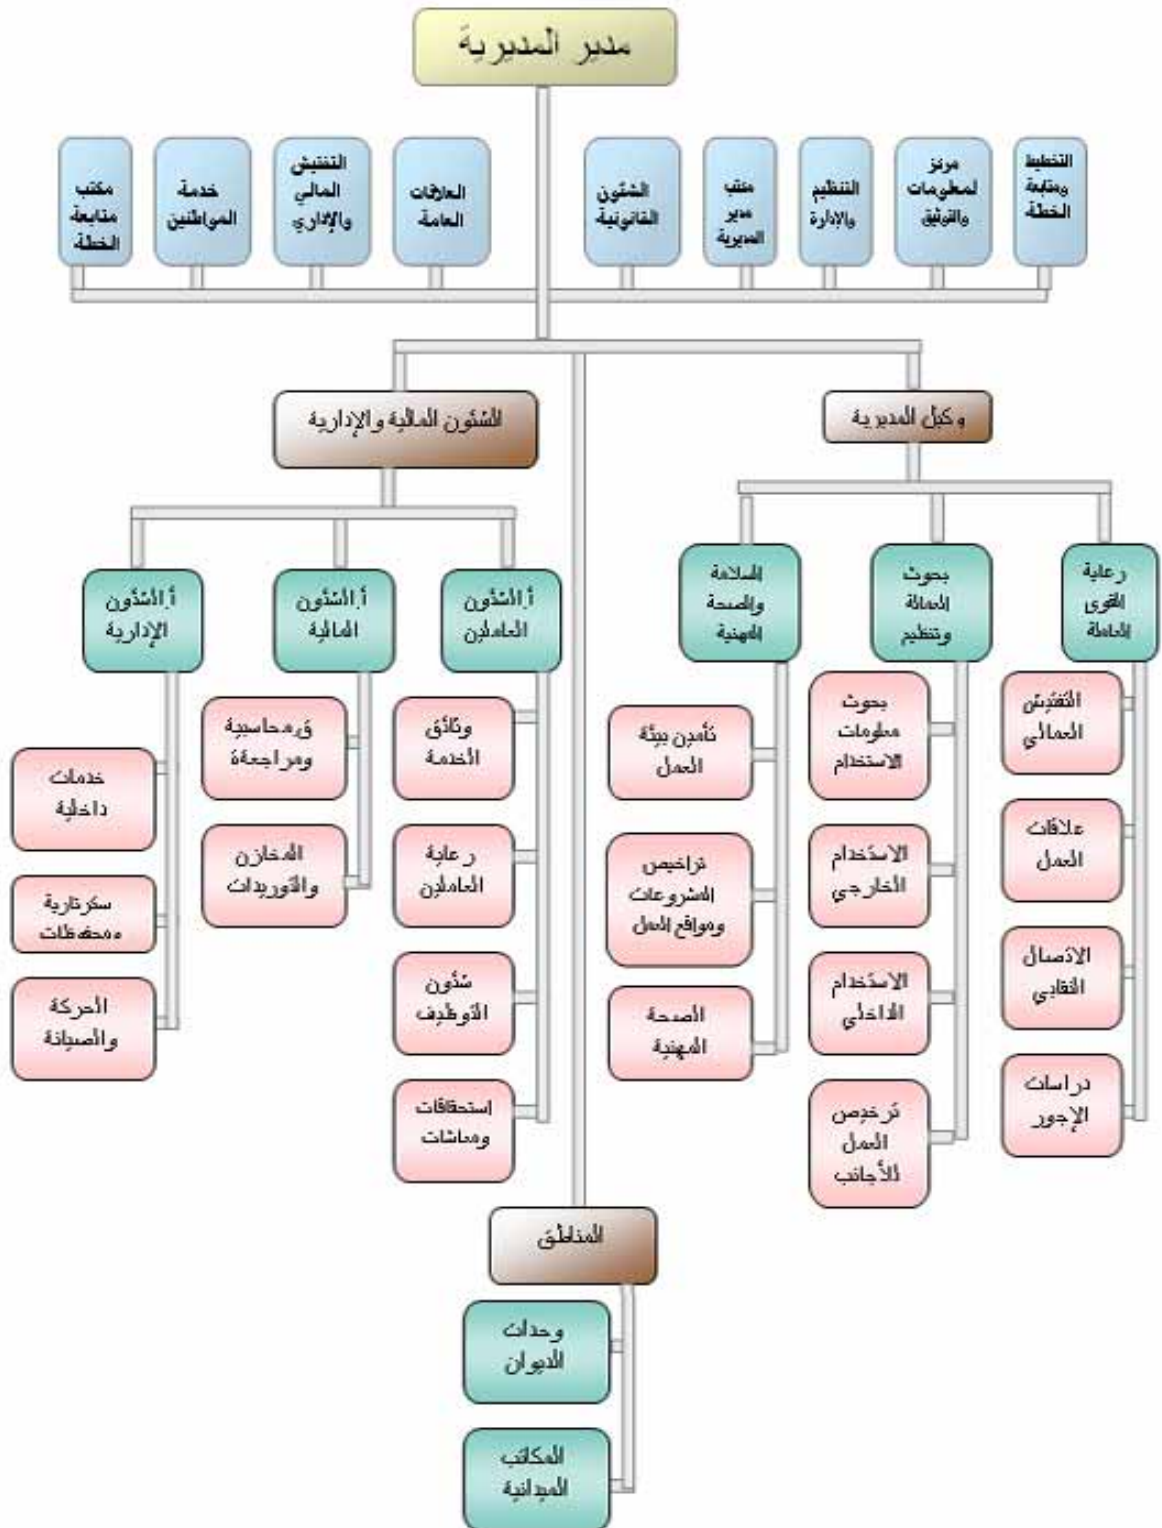 مدير المديرية
التخطيط
ومتابعة
الخطة
مركز
لمعلومات
والتوثيق
التنظيم
والإدارة
مكتب
مدير
المديرية
الشئون
القانونية
العلاقات
العامة
التفتيش
المالي
والإداري
خدمة
المواطنين
مكتب
متابعة
الخطة
وكيل المديرية
الشئون المالية والإدارية
رعاية
القوى
العاملة
بحوث
العمالة
وتنظيم
السلامة
والصحة
المهنية
أ.الشئون
العاملين
أ.الشئون
المالية
أ.الشئون
الإدارية
التفتيش
العمالي
علاقات
العمل
الاتصال
النقابي
دراسات
الإجور
بحوث
معلومات
الاستخدام
الاستخدام
الخارجي
الاستخدام
الداخلي
ترخيص
العمل
للأجانب
تأمين بيئة
العمل
تراخيص
المشروعات
ومواقع العمل
الصحة
المهنية
وثائق
الخدمة
رعاية
العاملين
شئون
التوظيف
استحقاقات
ومعاشات
ق.محاسبية
ومراجعةة
المخازن
والتوريدات
خدمات
داخلية
سكرتارية
ومحفوظات
الحركة
والصيانة
المناطق
وحدات
الديوان
المكاتب
الميدانية